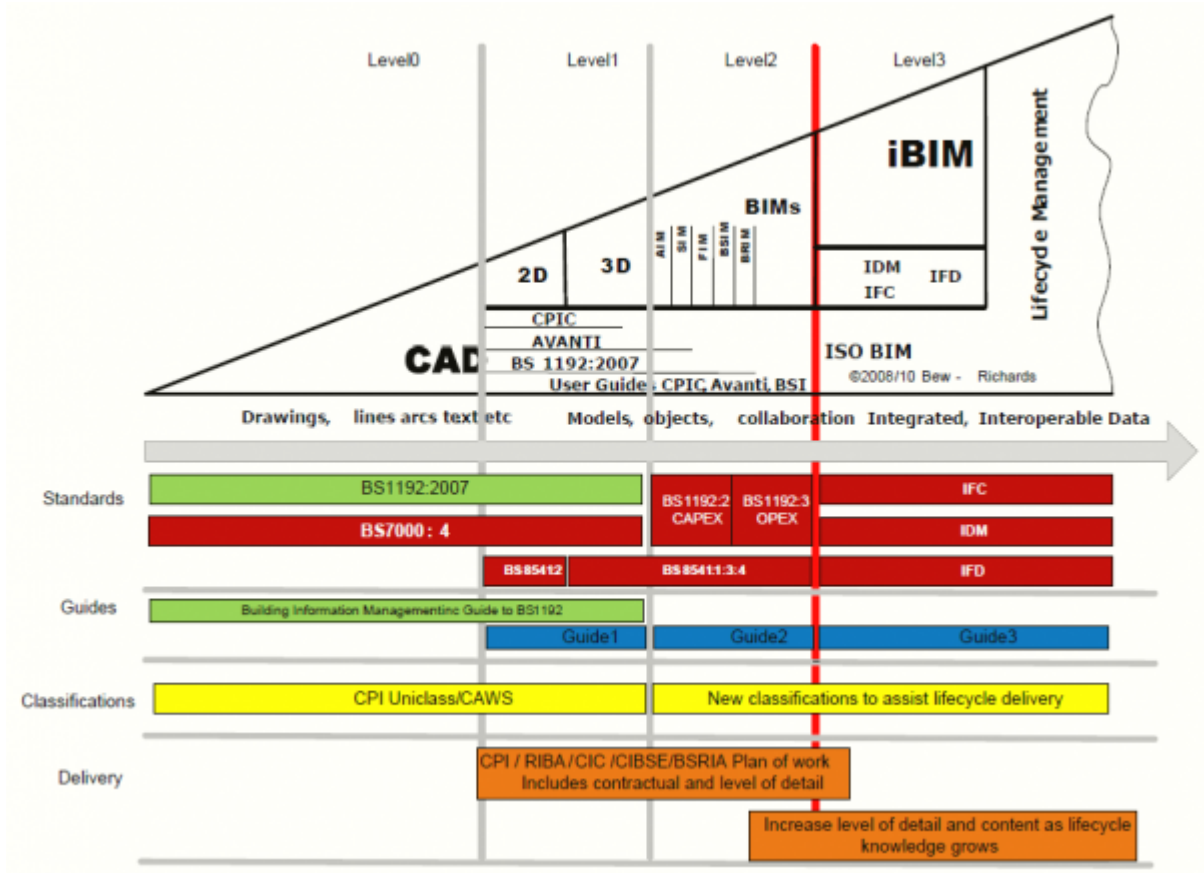 Level0
Level1
Level2
Level3
iBIM
Lifecycle Management
BIMs
AIM
SIM
FIM
BSIM
BRIM
2D
3D
IDM
IFD
IFC
CPIC
AVANTI
CAD
BS 1192:2007
User Guides CPIC, Avanti, BSI
ISO BIM
©2008/10 Bew - Richards
Drawings, lines arcs text etc
Models, objects, collaboration
Integrated, Interoperable Data
Standards
BS1192:2007
BS1192:2
CAPEX
BS1192:3
OPEX
IFC
BS7000 : 4
IDM
BS8541:2
BS8541:1:3:4
IFD
Guides
Building Information Managementinc Guide to BS1192
Guide1
Guide2
Guide3
Classifications
CPI Uniclass/CAWS
New classifications to assist lifecycle delivery
Delivery
CPI / RIBA /CIC /CIBSE/BSRIA Plan of work
Includes contractual and level of detail
Increase level of detail and content as lifecycle
knowledge grows